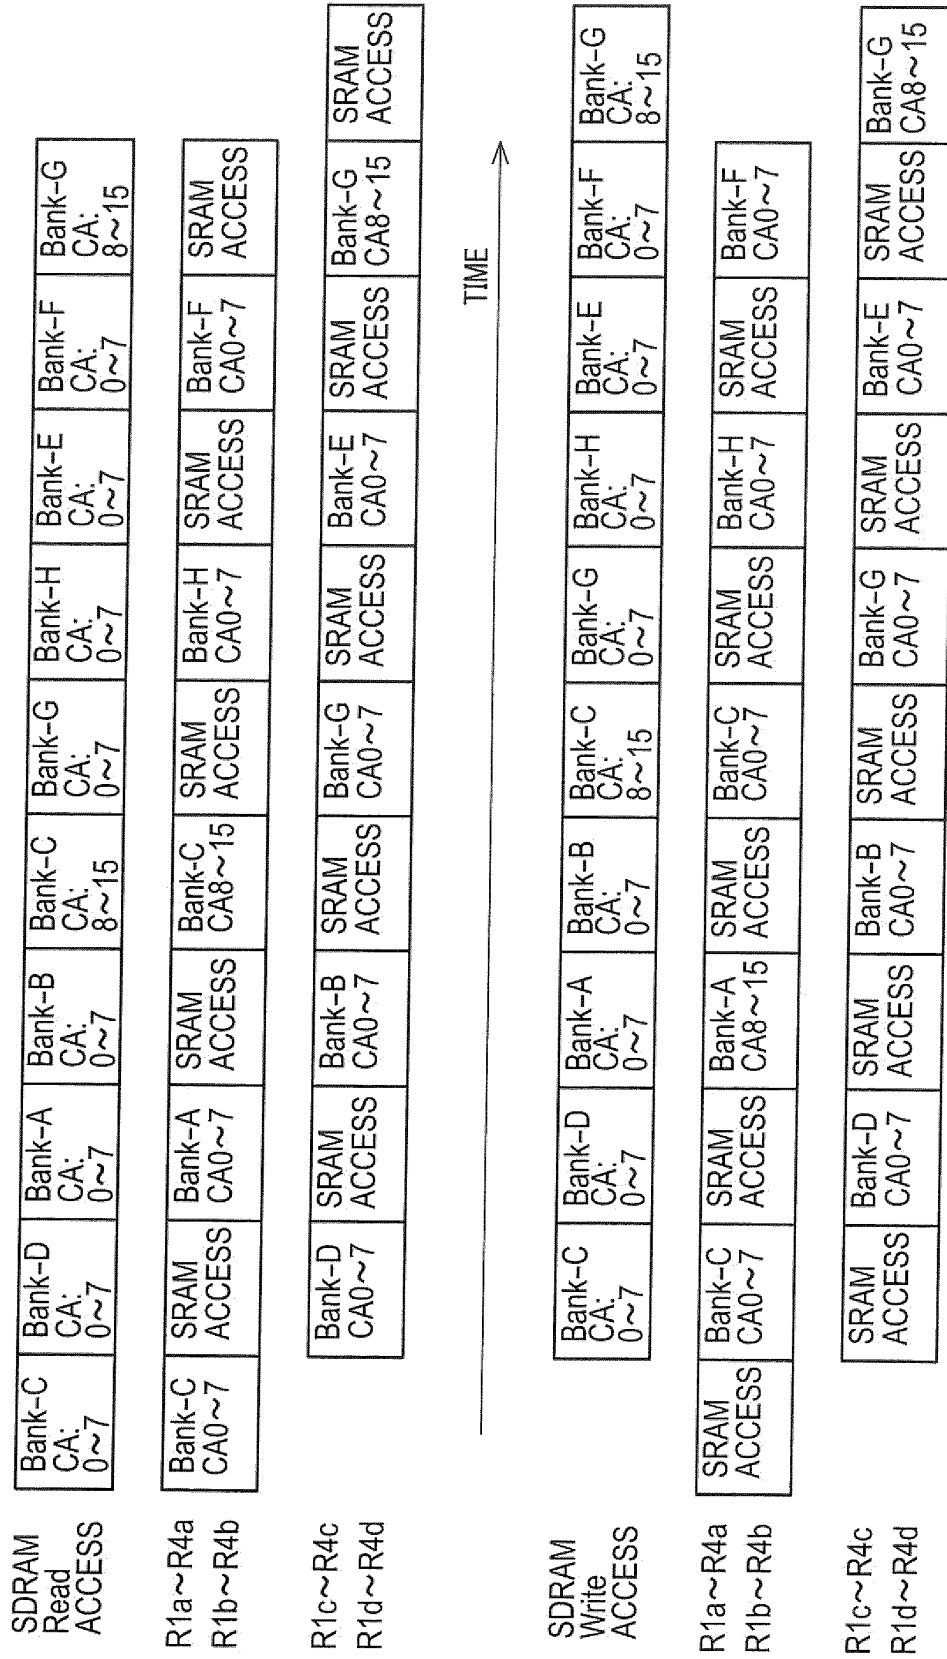 SDRAM
Read
ACCESS
Bank-C
CA:
0~7
Bank-D
CA:
0~7
Bank-A
CA:
0~7
Bank-B
CA:
0~7
Bank-C
CA:
8~15
Bank-G
CA:
0~7
Bank-H
CA:
0~7
Bank-E
CA:
0~7
Bank-F
CA:
0~7
Bank-G
CA:
8~15
R1a~R4a
R1b~R4b
Bank-C
CA0~7
SRAM
ACCESS
Bank-A
CA0~7
SRAM
ACCESS
Bank-C
CA8~15
SRAM
ACCESS
Bank-H
CA0~7
SRAM
ACCESS
Bank-F
CA0~7
SRAM
ACCESS
R1c~R4c
R1d~R4d
Bank-D
CA0~7
SRAM
ACCESS
Bank-B
CA0~7
SRAM
ACCESS
Bank-G
CA0~7
SRAM
ACCESS
Bank-E
CA0~7
SRAM
ACCESS
Bank-G
CA8~15
SRAM
ACCESS
TIME
SDRAM
Write
ACCESS
Bank-C
CA:
0~7
Bank-D
CA:
0~7
Bank-A
CA:
0~7
Bank-B
CA:
0~7
Bank-C
CA:
8~15
Bank-G
CA:
0~7
Bank-H
CA:
0~7
Bank-E
CA:
0~7
Bank-F
CA:
0~7
Bank-G
CA:
8~15
R1a~R4a
R1b~R4b
SRAM
ACCESS
Bank-C
CA0~7
SRAM
ACCESS
Bank-A
CA8~15
SRAM
ACCESS
Bank-C
CA0~7
SRAM
ACCESS
Bank-H
CA0~7
SRAM
ACCESS
Bank-F
CA0~7
R1c~R4c
R1d~R4d
SRAM
ACCESS
Bank-D
CA0~7
SRAM
ACCESS
Bank-B
CA0~7
SRAM
ACCESS
Bank-G
CA0~7
SRAM
ACCESS
Bank-E
CA0~7
SRAM
ACCESS
Bank-G
CA8~15